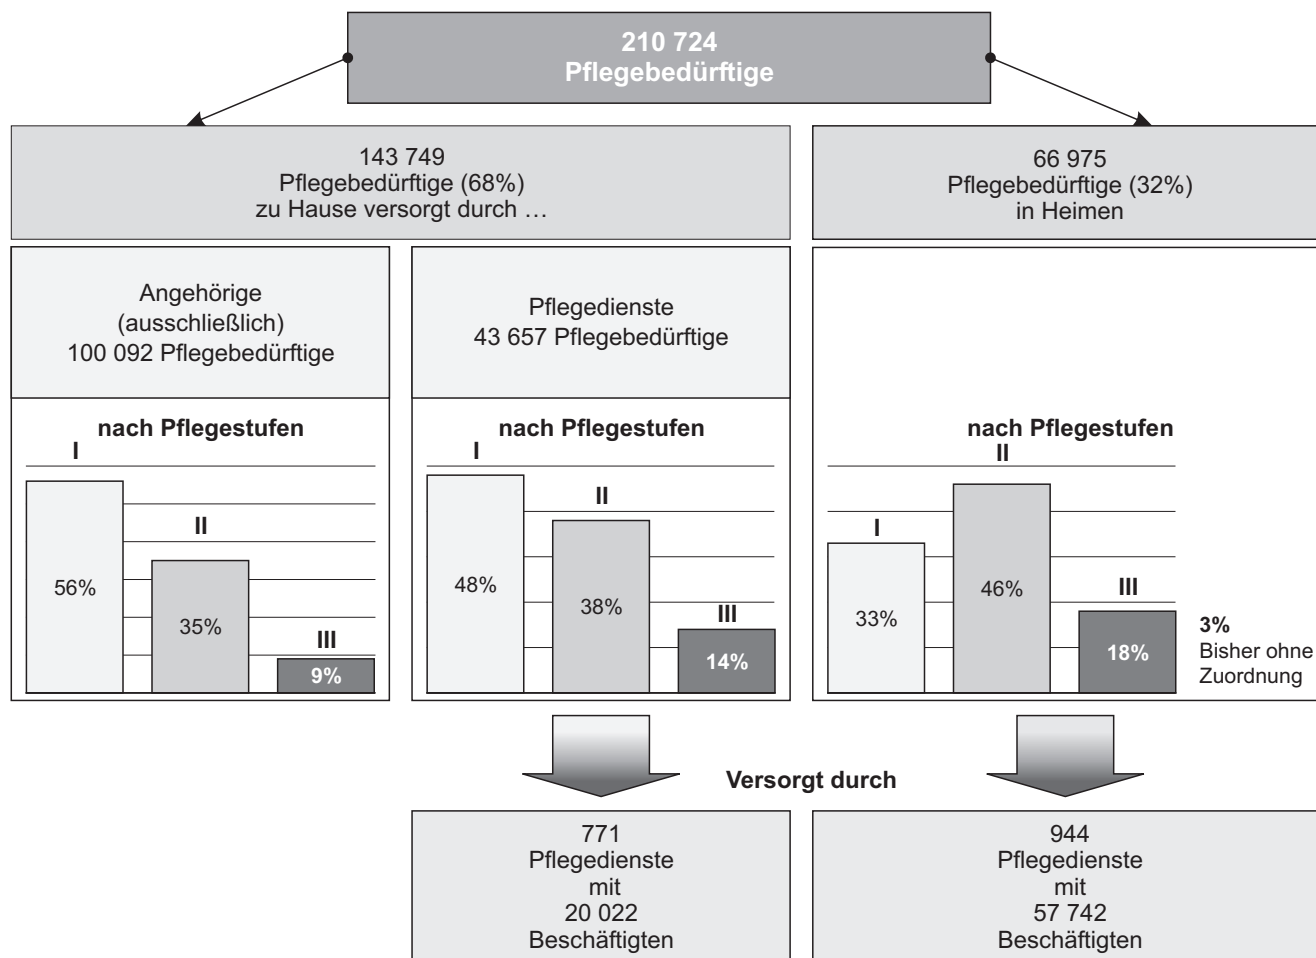 210 724
Pflegebedürftige
143 749
Pflegebedürftige (68%)
zu Hause versorgt durch …
66 975
Pflegebedürftige (32%)
in Heimen
Angehörige
(ausschließlich)
100 092 Pflegebedürftige
Pflegedienste
43 657 Pflegebedürftige
nach Pflegestufen
I
II
III
56%
35%
9%
nach Pflegestufen
I
II
III
48%
38%
14%
nach Pflegestufen
II
I
III
33%
46%
18%
3%
Bisher ohne
Zuordnung
Versorgt durch
771
Pflegedienste
mit
20 022
Beschäftigten
944
Pflegedienste
mit
57 742
Beschäftigten